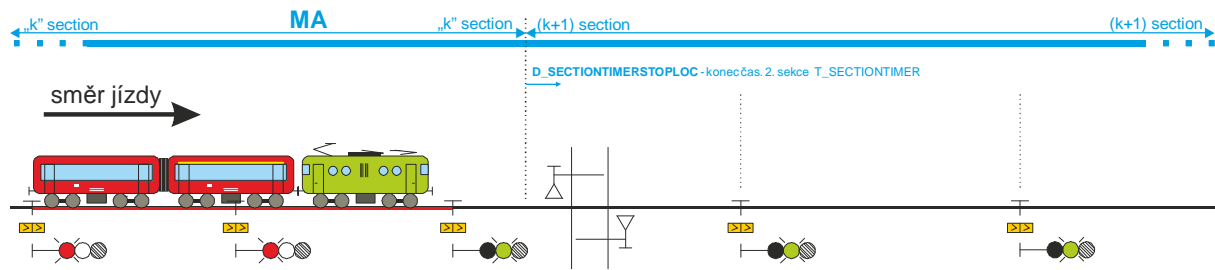 „k” section
MA
„k” section
(k+1) section
(k+1) section
D_SECTIONTIMERSTOPLOC - konec čas. 2. sekce T_SECTIONTIMER
směr jízdy